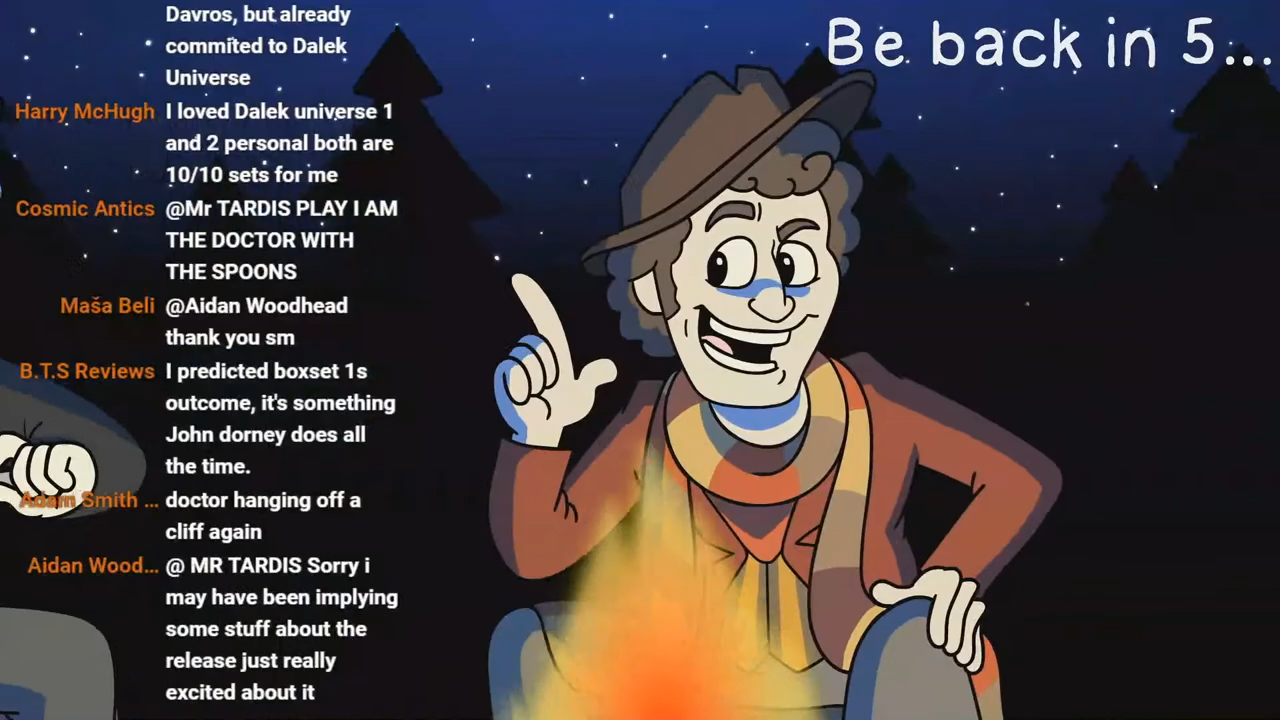 Be back in 5...
Davros, but already
commited to Dalek
Universe
Harry McHugh I loved Dalek universe 1
and 2 personal both are
10/10 sets for me
Cosmic Antics @Mr TARDIS PLAY I AM
THE DOCTOR WITH
THE SPOONS
Maša Beli @Aidan Woodhead
thank you sm
B.T.S Reviews I predicted boxset 1s
outcome, it's something
John dorney does all
the time.
Adam Smith ... doctor hanging off a
cliff again
Aidan Wood... @ MR TARDIS Sorry i
may have been implying
some stuff about the
release just really
excited about it